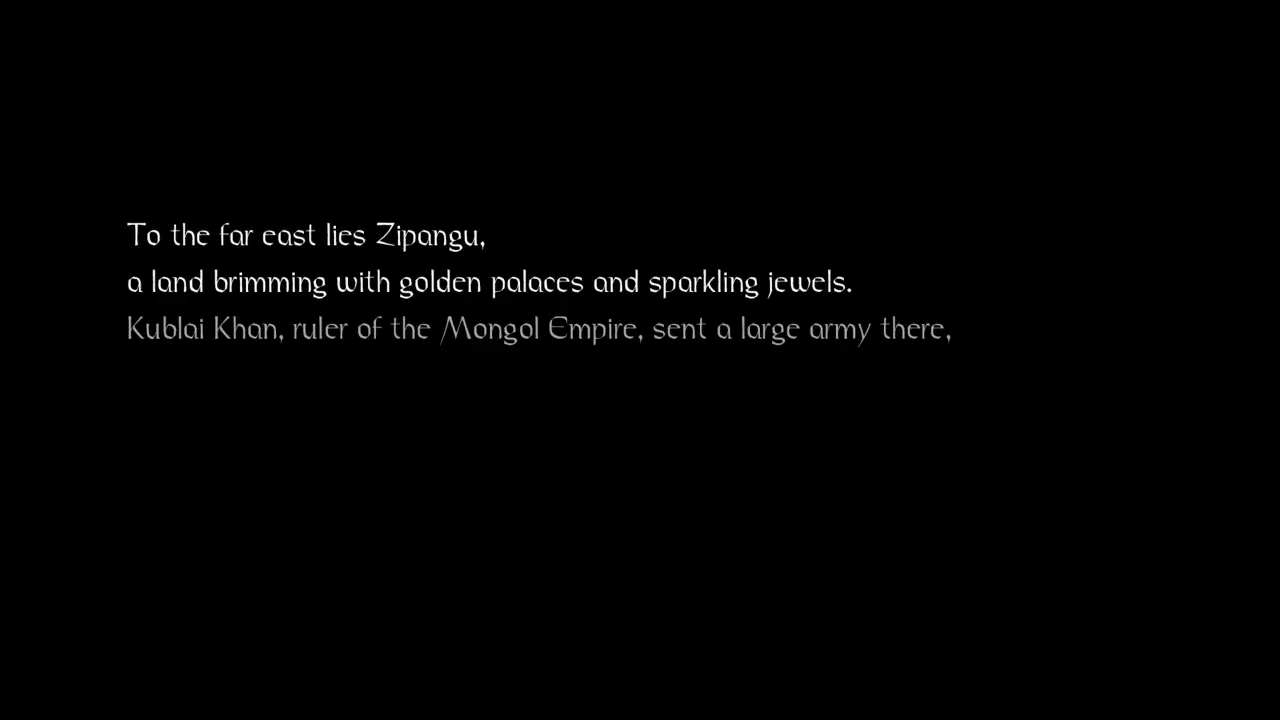 To the far east lies Zipangu,
a land brimming with golden palaces and sparkling jewels.
Kublai Khan, ruler of the Mongol Empire, sent a large army there,